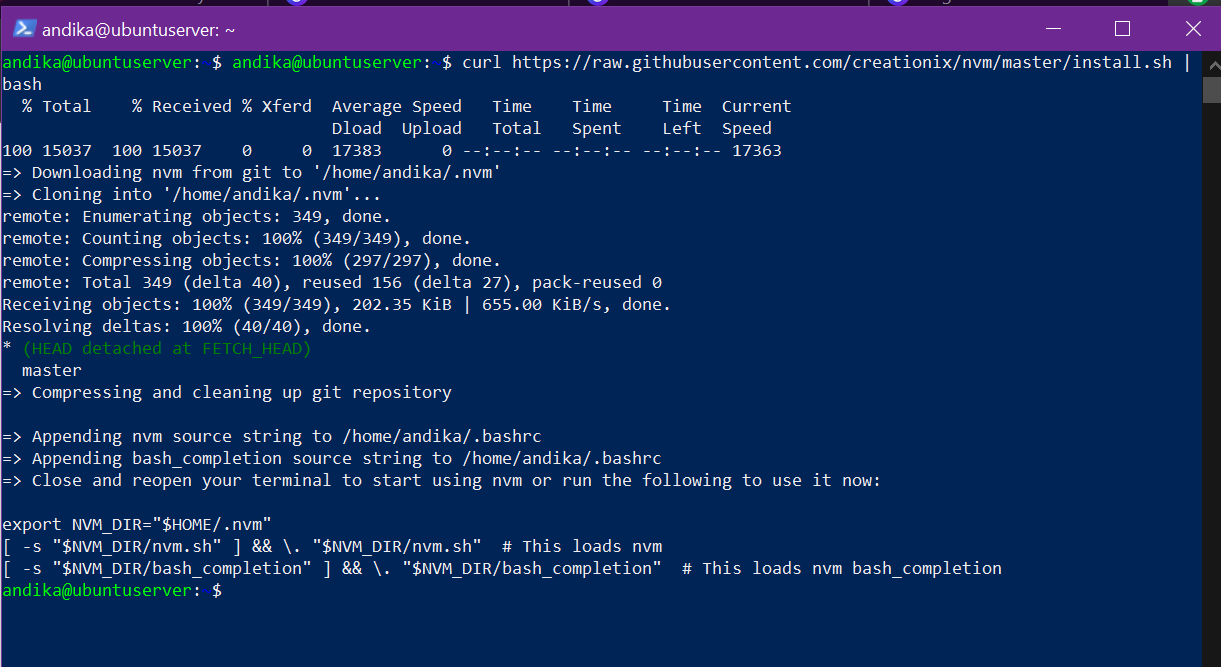 andika@ubuntuserver: ~
andika@ubuntuserver:~$ andika@ubuntuserver:~$ curl https://raw.githubusercontent.com/creationix/nvm/master/install.sh |
bash
% Total % Received % Xferd Average Speed Time Time Time Current
Dload Upload Total Spent Left Speed
100 15037 100 15037 0 0 17383 0 --:--:-- --:--:-- --:--:-- 17363
=> Downloading nvm from git to '/home/andika/.nvm'
=> Cloning into '/home/andika/.nvm'...
remote: Enumerating objects: 349, done.
remote: Counting objects: 100% (349/349), done.
remote: Compressing objects: 100% (297/297), done.
remote: Total 349 (delta 40), reused 156 (delta 27), pack-reused 0
Receiving objects: 100% (349/349), 202.35 KiB | 655.00 KiB/s, done.
Resolving deltas: 100% (40/40), done.
* (HEAD detached at FETCH_HEAD)
master
=> Compressing and cleaning up git repository
=> Appending nvm source string to /home/andika/.bashrc
=> Appending bash_completion source string to /home/andika/.bashrc
=> Close and reopen your terminal to start using nvm or run the following to use it now:
export NVM_DIR="$HOME/.nvm"
[ -s "$NVM_DIR/nvm.sh" ] && \. "$NVM_DIR/nvm.sh" # This loads nvm
[ -s "$NVM_DIR/bash_completion" ] && \. "$NVM_DIR/bash_completion" # This loads nvm bash_completion
andika@ubuntuserver:~$